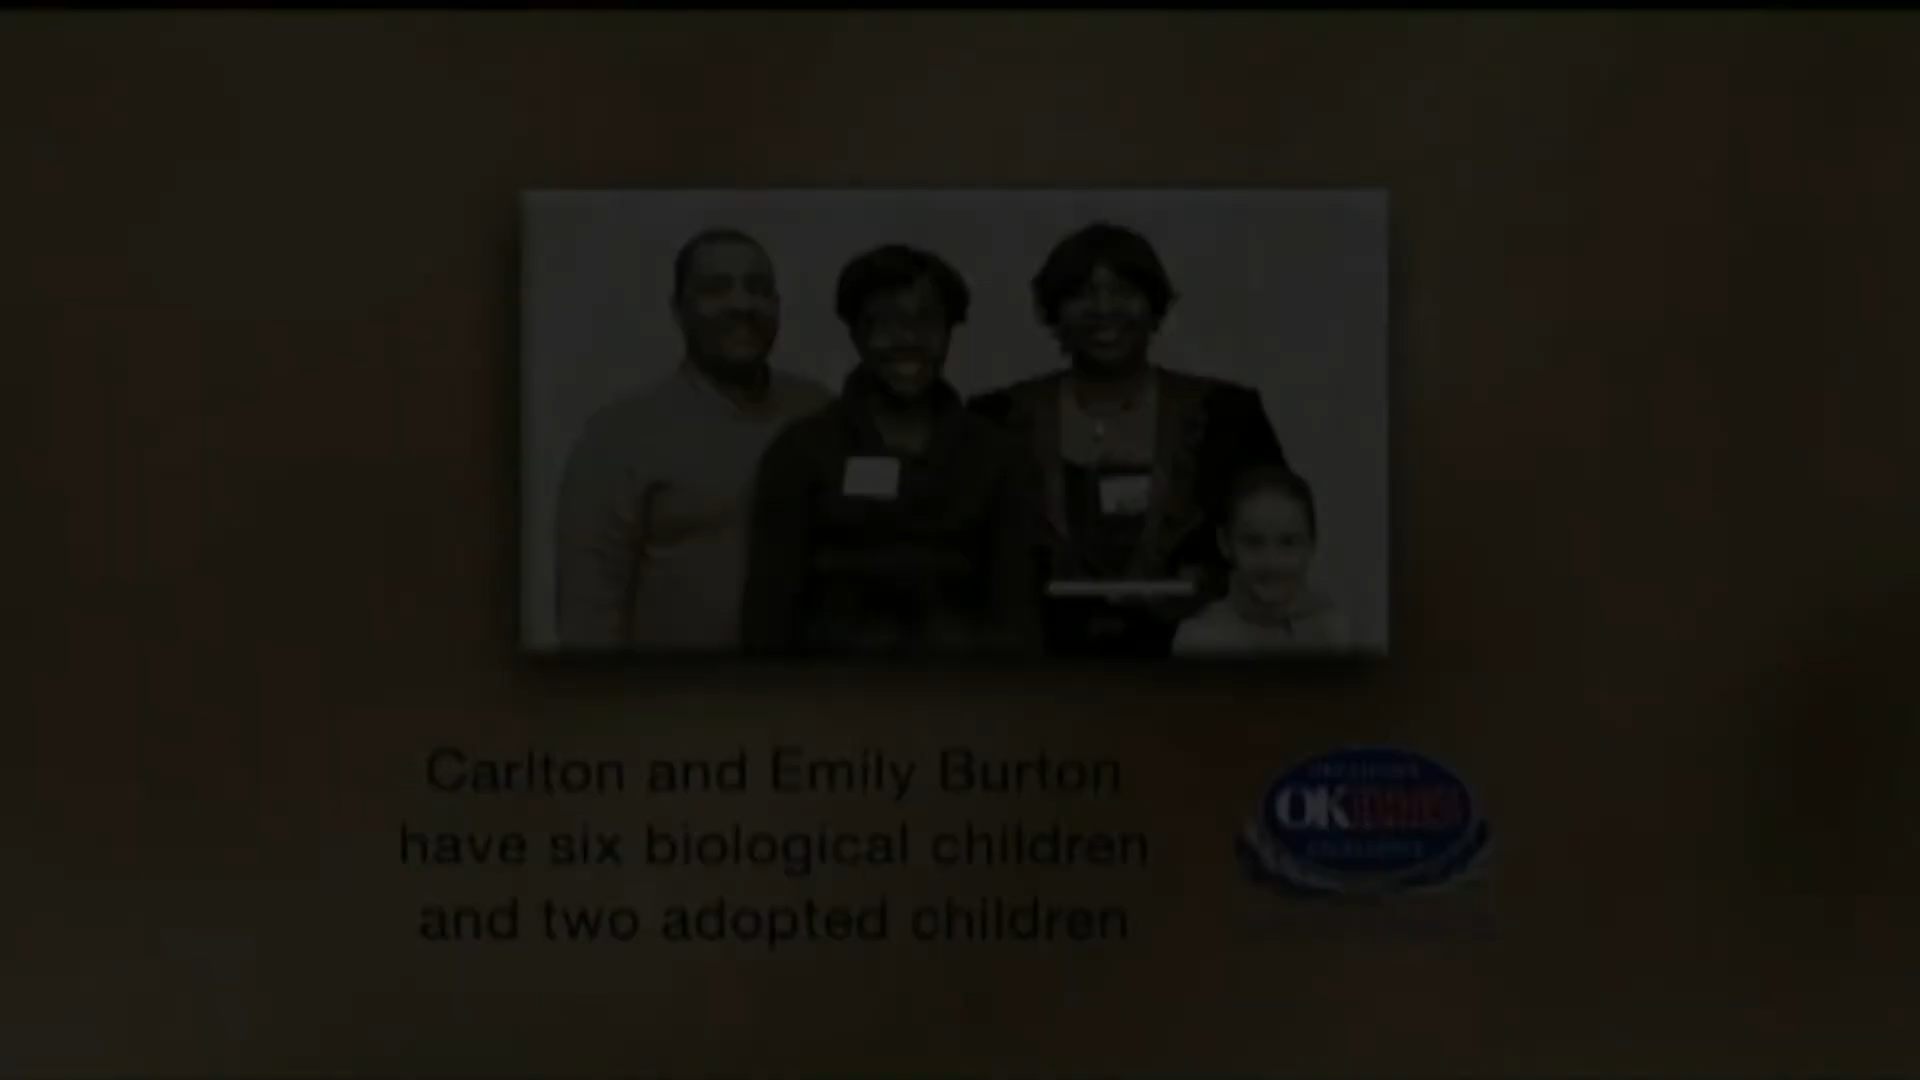 Carlton and Emily Burton
have six biological children
and two adopted children
OK